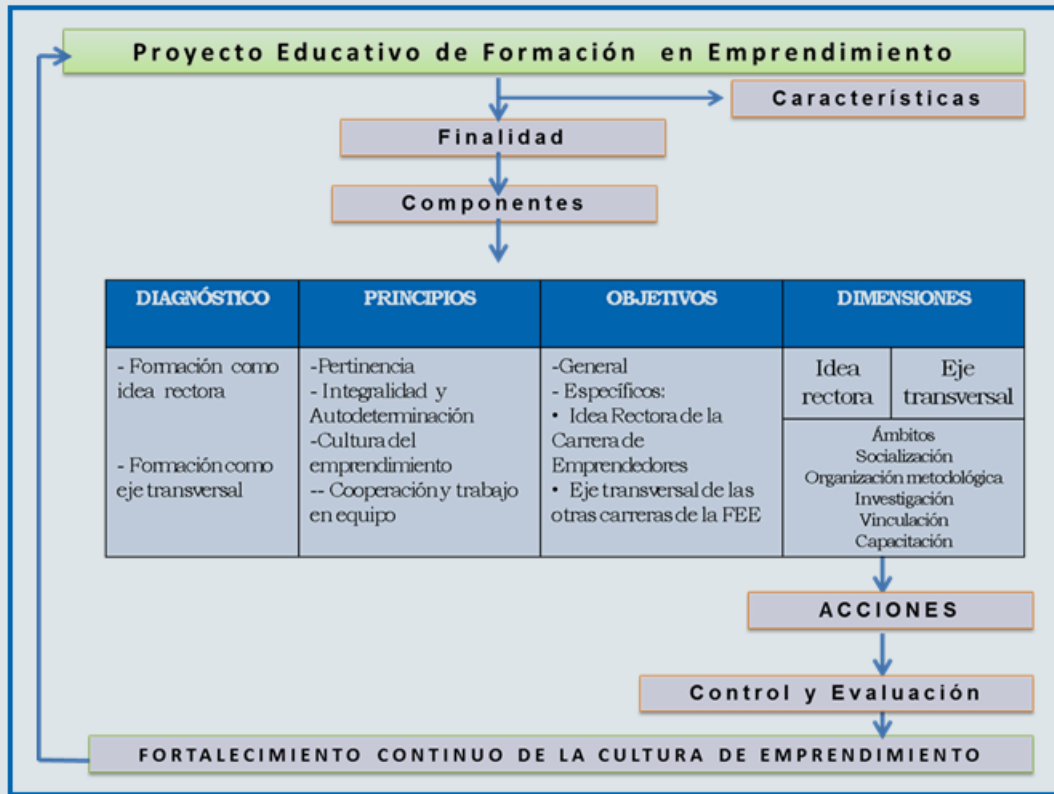 Proyecto Educativo de Formación en Emprendimiento
Características
Finalidad
Componentes
DIAGNÓSTICO
- Formación como
idea rectora
- Formación como
eje transversal
PRINCIPIOS
-Pertinencia
- Integralidad y
Autodeterminación
-Cultura del
emprendimiento
-- Cooperación y trabajo
en equipo
OBJETIVOS
-General
- Específicos:
• Idea Rectora de la
Carrera de
Emprendedores
• Eje transversal de las
otras carreras de la FEE
DIMENSIONES
Idea
rectora
Eje
transversal
Ámbitos
Socialización
Organización metodológica
Investigación
Vinculación
Capacitación
ACCIONES
Control y Evaluación
FORTALECIMIENTO CONTINUO DE LA CULTURA DE EMPRENDIMIENTO